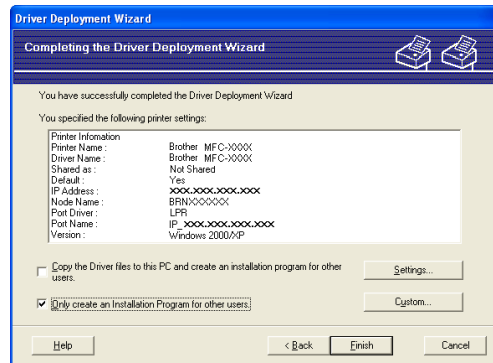 Driver Deployment Wizard
Completing the Driver Deployment Wizard
You have successfully completed the Driver Deployment Wizard
You specified the following printer settings:
Printer Infomation
Printer Name : Brother MFC-XXXX
Driver Name : Brother MFC-XXXX
Shared as : Not Shared
Default : Yes
IP Address : XXX.XXX.XXX.XXX
Node Name : BRNXXXXXX
Port Driver : LPR
Port Name : IP_XXX.XXX.XXX.XXX
Version : Windows 2000/XP
Copy the Driver files to this PC and create an installation program for other
users.
Settings...
Only create an Installation Program for other users.
Custom...
Help
< Back
Finish
Cancel